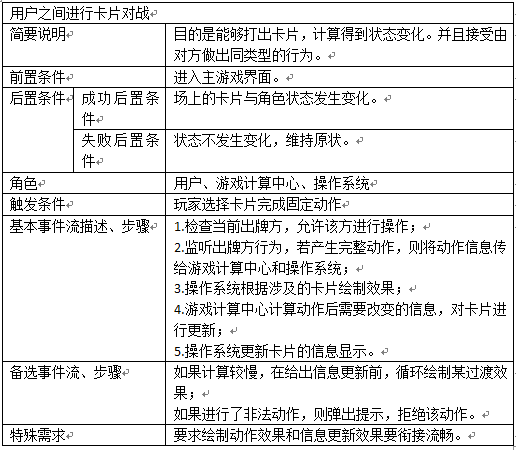 用户之间进行卡片对战
简要说明
目的是能够打出卡片，计算得到状态变化。并且接受由
对方做出同类型的行为。
前置条件
进入主游戏界面。
后置条件
成功后置条
件
场上的卡片与角色状态发生变化。
失败后置条
件
状态不发生变化，维持原状。
角色
用户、游戏计算中心、操作系统
触发条件
玩家选择卡片完成固定动作
基本事件流描述、步骤
1.检查当前出牌方，允许该方进行操作；
2.监听出牌方行为，若产生完整动作，则将动作信息传
给游戏计算中心和操作系统；
3.操作系统根据涉及的卡片绘制效果；
4.游戏计算中心计算动作后需要改变的信息，对卡片进
行更新；
5.操作系统更新卡片的信息显示。
备选事件流、步骤
如果计算较慢，在给出信息更新前，循环绘制某过渡效
果；
如果进行了非法动作，则弹出提示，拒绝该动作。
特殊需求
要求绘制动作效果和信息更新效果要衔接流畅。